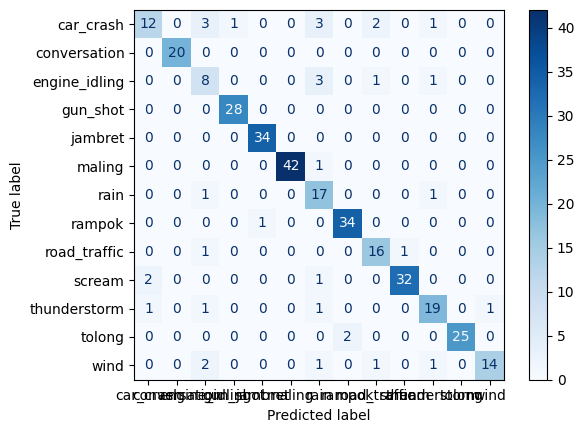 car_crash 12 0 3 1 0 0 3 0 2 0 1 0 0
conversation 0 20 0 0 0 0 0 0 0 0 0 0 0
engine_idling 0 0 8 0 0 0 3 0 1 0 1 0 0
gun_shot 0 0 0 28 0 0 0 0 0 0 0 0 0
jambret 0 0 0 0 34 0 0 0 0 0 0 0 0
maling 0 0 0 0 0 42 1 0 0 0 0 0 0
rain 0 0 1 0 0 0 17 0 0 0 1 0 0
rampok 0 0 0 0 1 0 0 34 0 0 0 0 0
road_traffic 0 0 1 0 0 0 0 0 16 1 0 0 0
scream 2 0 0 0 0 0 1 0 0 32 0 0 0
thunderstorm 1 0 1 0 0 0 1 0 0 0 19 0 1
tolong 0 0 0 0 0 0 0 2 0 0 0 25 0
wind 0 0 2 0 0 0 1 0 1 0 1 0 14
True label
Predicted label
40
35
30
25
20
15
10
5
0